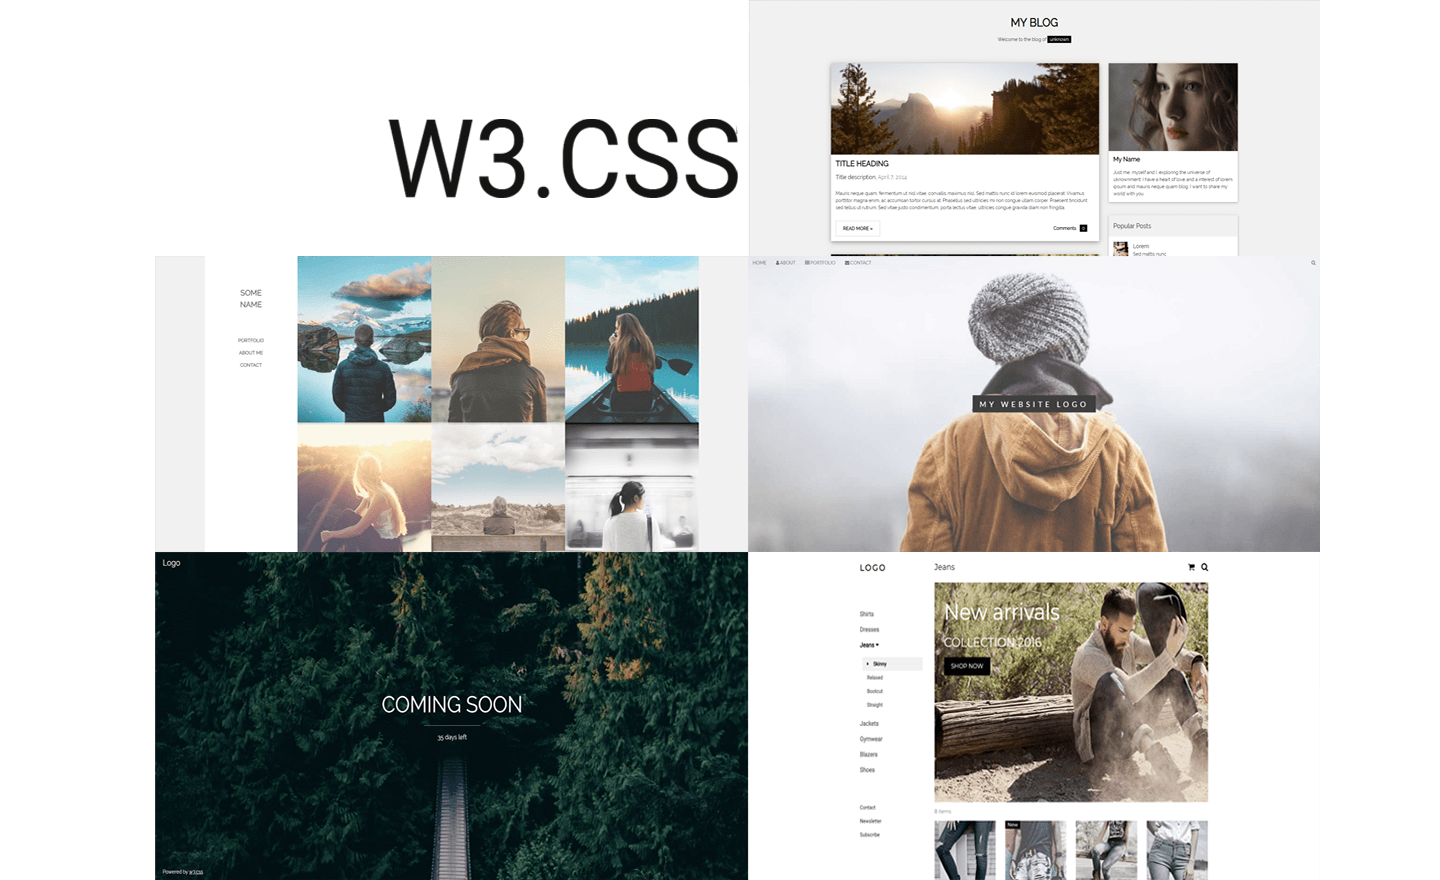 W3.CSS
MY BLOG
Welcome to the blog of unknown
TITLE HEADING
Title description, April 7, 2014
Mauris neque quam, fermentum ut nisl vitae, convallis maximus nisl. Sed mattis nunc id lorem euismod placerat. Vivamus
porttitor magna enim, ac accumsan tortor cursus at. Phasellus sed ultricies mi non congue ullam corper. Praesent tincidunt
sed tellus ut rutrum. Sed vitae justo condimentum, porta lectus vitae, ultricies congue gravida diam non fringilla.
READ MORE »
Comments 0
My Name
Just me, myself and I, exploring the universe of
uknownment. I have a heart of love and a interest of lorem
ipsum and mauris neque quam blog. I want to share my
world with you.
Popular Posts
Lorem
Sed mattis nunc
SOME
NAME
PORTFOLIO
ABOUT ME
CONTACT
HOME ABOUT PORTFOLIO CONTACT
MY WEBSITE LOGO
Logo
COMING SOON
35 days left
Powered by w3.css
LOGO
Shirts
Dresses
Jeans
Skinny
Relaxed
Bootcut
Straight
Jackets
Gymwear
Blazers
Shoes
Contact
Newsletter
Subscribe
Jeans
New arrivals
COLLECTION 2016
SHOP NOW
8 items
New